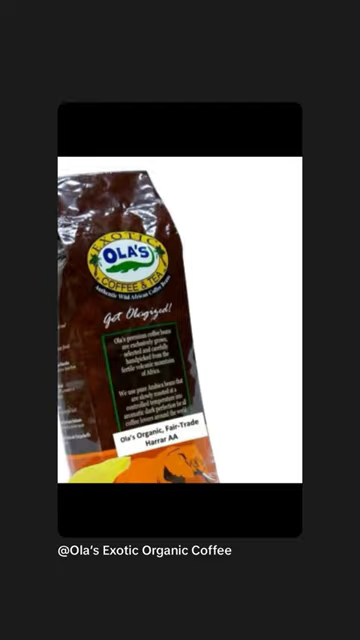 EXOTIC
OLA'S
COFFEE & TEA
Authentic Wild African Coffee Beans
Get Olagized!
Ola's premium coffee beans
are exclusively grown,
selected and carefully
handpicked from the
fertile volcanic mountain
of Africa.
We use pure Arabica beans that
are slowly roasted at a
controlled temperature into
aromatic dark perfection for all
coffee lovers around the world.
Ola's Organic, Fair-Trade
Harrar AA
@Ola's Exotic Organic Coffee